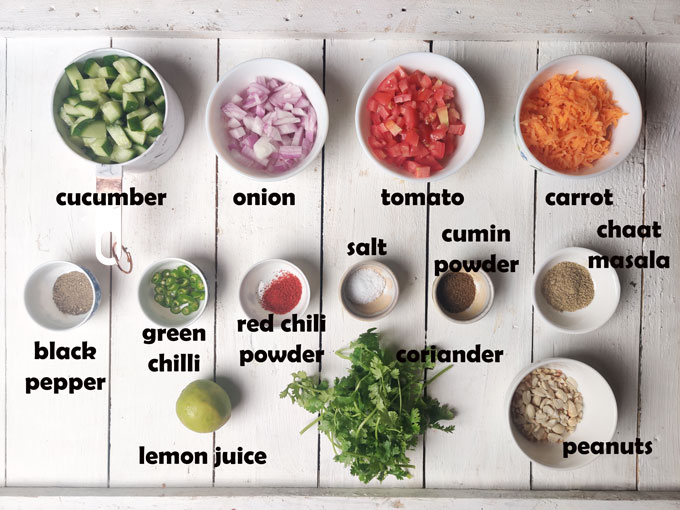 cucumber
onion
tomato
carrot
salt
cumin
powder
chaat
masala
black
pepper
green
chilli
red chili
powder
coriander
lemon juice
peanuts